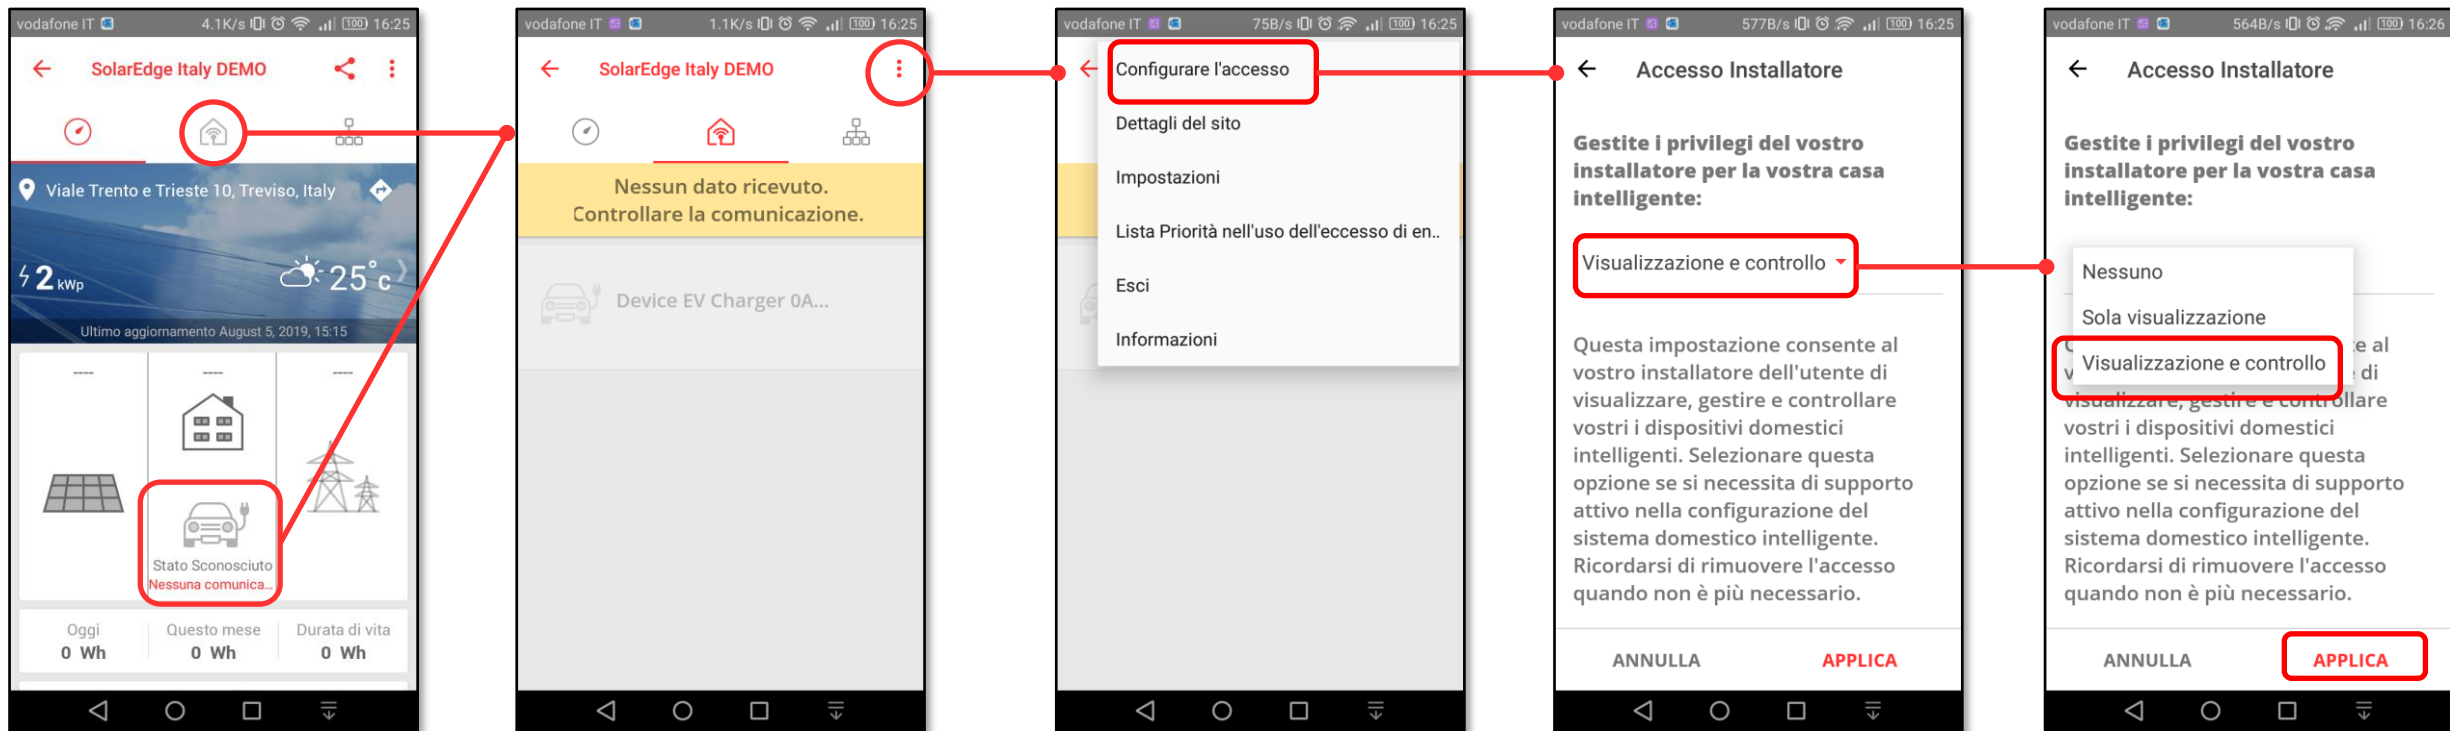 vodafone IT 4.1K/s 100 16:25
SolarEdge Italy DEMO
Viale Trento e Trieste 10, Treviso, Italy
2 kWp
25°c
Ultimo aggiornamento August 5, 2019, 15:15
---- ---- ----
Stato Sconosciuto
Nessuna comunica...
Oggi Questo mese Durata di vita
0 Wh 0 Wh 0 Wh
vodafone IT 1.1K/s 100 16:25
SolarEdge Italy DEMO
Nessun dato ricevuto.
Controllare la comunicazione.
Device EV Charger 0A...
vodafone IT 75B/s 100 16:25
Configurare l'accesso
Dettagli del sito
Impostazioni
Lista Priorità nell'uso dell'eccesso di en..
Esci
Informazioni
vodafone IT 577B/s 100 16:25
Accesso Installatore
Gestite i privilegi del vostro
installatore per la vostra casa
intelligente:
Visualizzazione e controllo
Questa impostazione consente al
vostro installatore dell'utente di
visualizzare, gestire e controllare
vostri i dispositivi domestici
intelligenti. Selezionare questa
opzione se si necessita di supporto
attivo nella configurazione del
sistema domestico intelligente.
Ricordarsi di rimuovere l'accesso
quando non è più necessario.
ANNULLA APPLICA
vodafone IT 564B/s 100 16:26
Accesso Installatore
Gestite i privilegi del vostro
installatore per la vostra casa
intelligente:
Nessuno
Sola visualizzazione
Visualizzazione e controllo
al
di
visualizzare, gestire e controllare
vostri i dispositivi domestici
intelligenti. Selezionare questa
opzione se si necessita di supporto
attivo nella configurazione del
sistema domestico intelligente.
Ricordarsi di rimuovere l'accesso
quando non è più necessario.
ANNULLA APPLICA